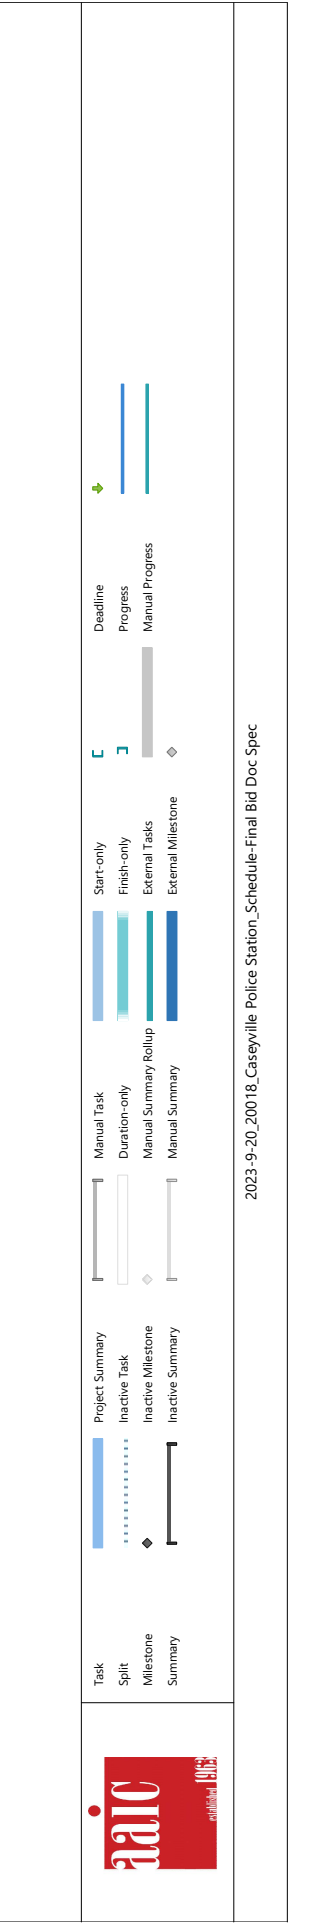 aaic
established 1963
Task
Split
Milestone
Summary
Project Summary
Inactive Task
Inactive Milestone
Inactive Summary
Manual Task
Duration-only
Manual Summary Rollup
Manual Summary
Start-only
Finish-only
External Tasks
External Milestone
Deadline
Progress
Manual Progress
2023-9-20_20018_Caseyville Police Station_Schedule-Final Bid Doc Spec